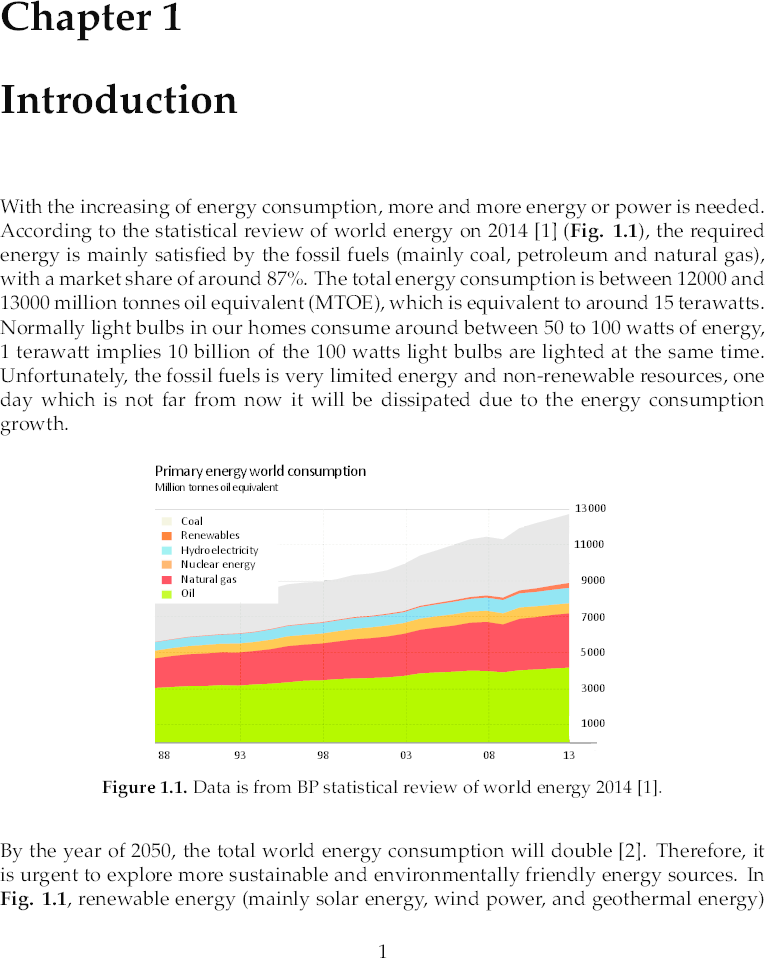 Chapter 1
Introduction
With the increasing of energy consumption, more and more energy or power is needed.
According to the statistical review of world energy on 2014 [1] (Fig. 1.1), the required
energy is mainly satisfied by the fossil fuels (mainly coal, petroleum and natural gas),
with a market share of around 87%. The total energy consumption is between 12000 and
13000 million tonnes oil equivalent (MTOE), which is equivalent to around 15 terawatts.
Normally light bulbs in our homes consume around between 50 to 100 watts of energy,
1 terawatt implies 10 billion of the 100 watts light bulbs are lighted at the same time.
Unfortunately, the fossil fuels is very limited energy and non-renewable resources, one
day which is not far from now it will be dissipated due to the energy consumption
growth.
Primary energy world consumption
Million tonnes oil equivalent
13000
Coal
Renewables
11000
Hydroelectricity
Nuclear energy
Natural gas
9000
Oil
7000
5000
3000
1000
88 93 98 03 08 13
Figure 1.1. Data is from BP statistical review of world energy 2014 [1].
By the year of 2050, the total world energy consumption will double [2]. Therefore, it
is urgent to explore more sustainable and environmentally friendly energy sources. In
Fig. 1.1, renewable energy (mainly solar energy, wind power, and geothermal energy)
1